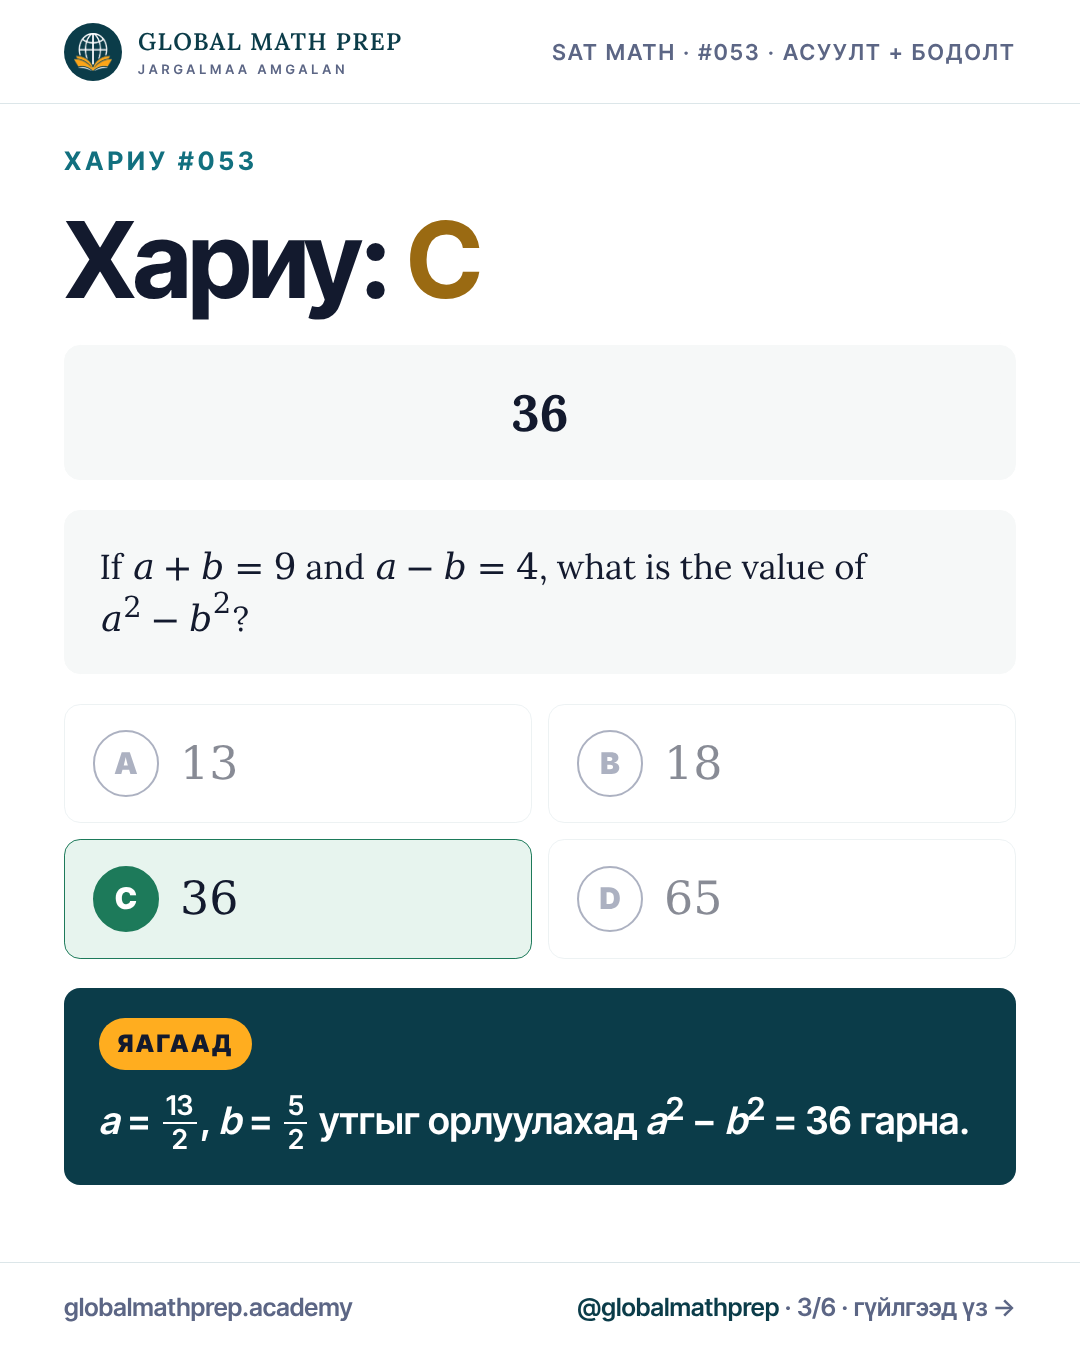 GLOBAL MATH PREP
JARGALMAA AMGALAN
SAT MATH · #053 · АСУУЛТ + БОДОЛТ
ХАРИУ #053
Хариу: C
36
If a + b = 9 and a − b = 4, what is the value of
a² − b²?
A 13
B 18
C 36
D 65
ЯАГААД
a = 13/2, b = 5/2 утгыг орлуулахад a² − b² = 36 гарна.
globalmathprep.academy
@globalmathprep · 3/6 · гүйлгээд үз →